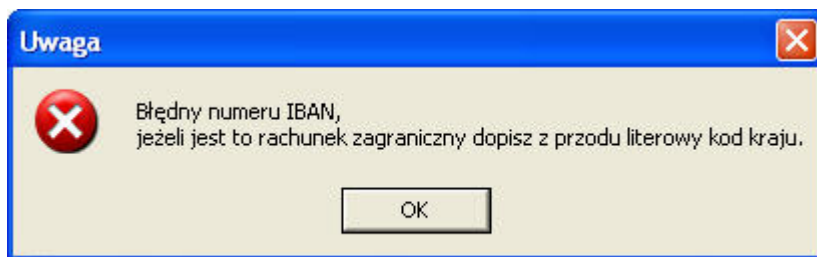 Uwaga
Błędny numeru IBAN,
jeżeli jest to rachunek zagraniczny dopisz z przodu literowy kod kraju.
OK